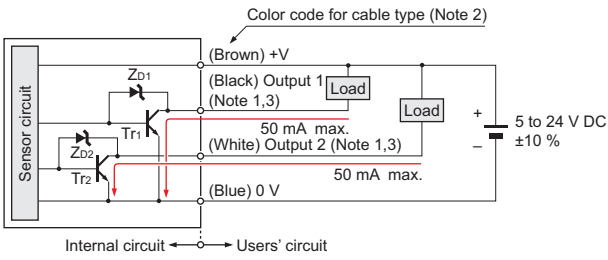 Color code for cable type (Note 2)
(Brown) +V
ZD1
(Black) Output 1
Load
(Note 1,3)
Load
Sensor circuit
Tr1
50 mA max.
+
5 to 24 V DC
±10 %
–
(White) Output 2 (Note 1,3)
ZD2
50 mA max.
Tr2
(Blue) 0 V
Internal circuit
Users' circuit